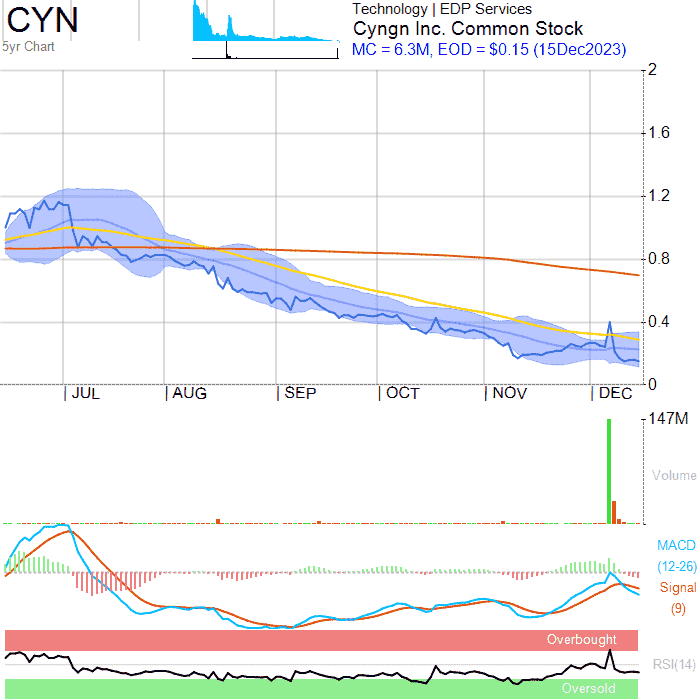 CYN
5yr Chart
Technology | EDP Services
Cyngn Inc. Common Stock
MC = 6.3M, EOD = $0.15 (15Dec2023)
2
1.6
1.2
0.8
0.4
0
JUL AUG SEP OCT NOV DEC
147M
Volume
MACD
(12-26)
Signal
(9)
Overbought
RSI(14)
Oversold